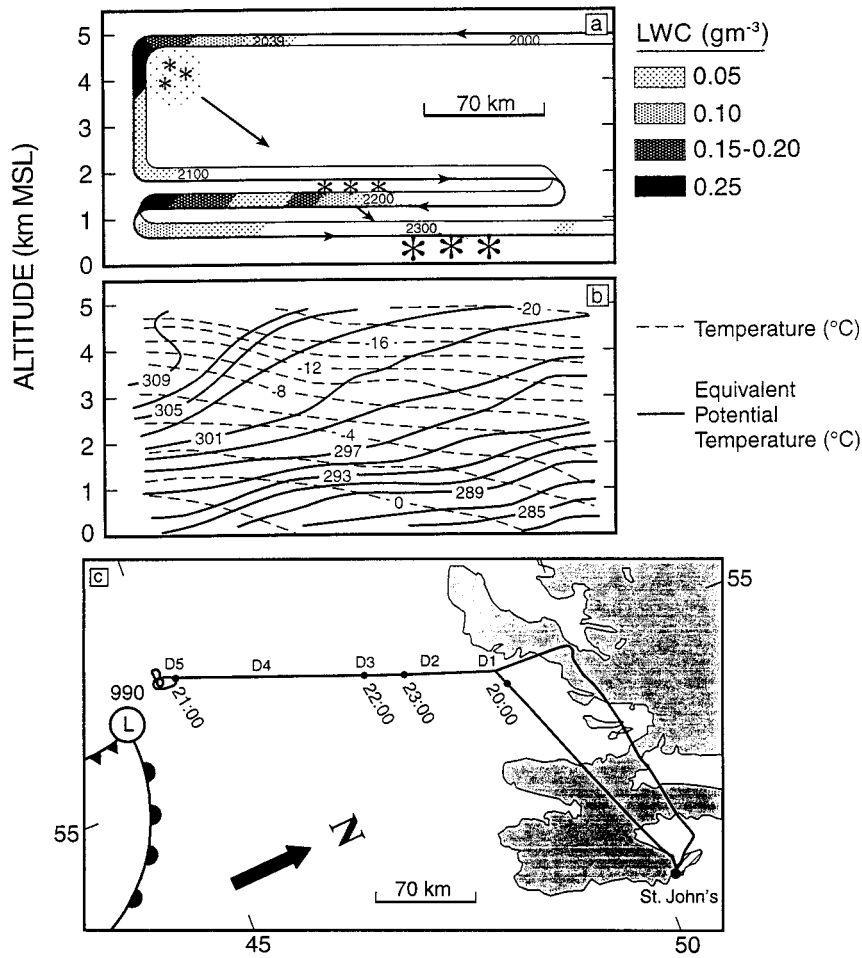 a
LWC (gm-3)
0.05
0.10
0.15-0.20
0.25
ALTITUDE (km MSL)
5
4
3
2
1
0
2039
2000
70 km
2100
2200
2300
b
5
4
3
2
1
0
-20
-16
-12
-8
-4
0
309
305
301
297
293
289
285
Temperature (°C)
Equivalent
Potential
Temperature (°C)
c
55
D5
D4
D3
D2
D1
21:00
22:00
23:00
20:00
990
L
55
N
70 km
St. John's
45
50